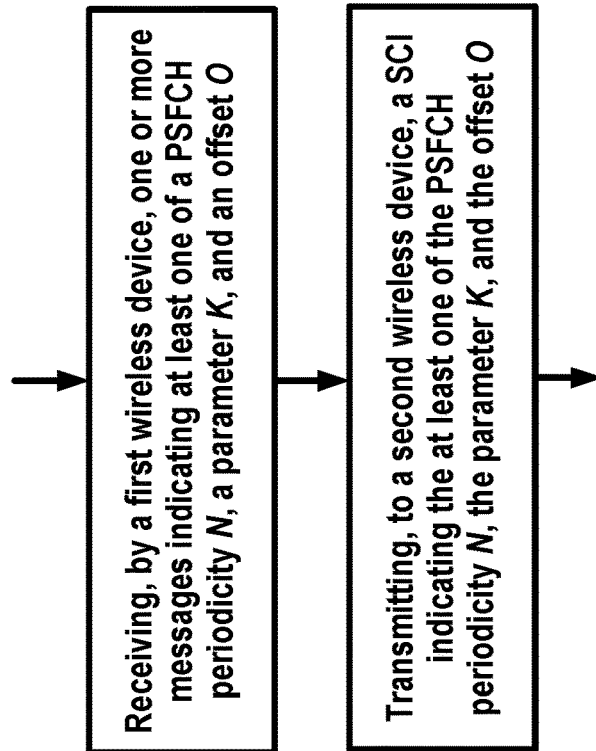 Receiving, by a first wireless device, one or more
messages indicating at least one of a PSFCH
periodicity N, a parameter K, and an offset O
Transmitting, to a second wireless device, a SCI
indicating the at least one of the PSFCH
periodicity N, the parameter K, and the offset O